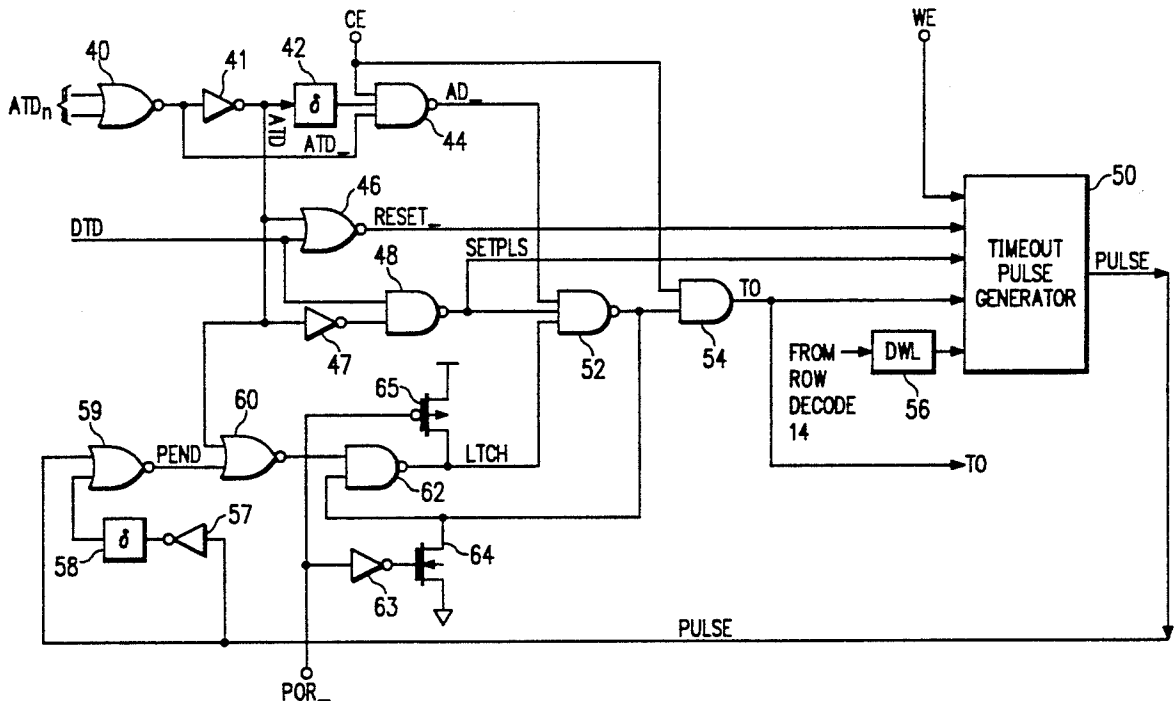 CE
WE
40
41
42
ATDn
δ
AD_
44
ATD
ATD_
46
50
DTD
RESET_
SETPLS
48
TIMEOUT
PULSE
GENERATOR
PULSE
TO
47
52
54
FROM
ROW
DECODE
14
DWL
56
65
59
60
PEND
LTCH
62
TO
57
δ
58
64
63
PULSE
POR_